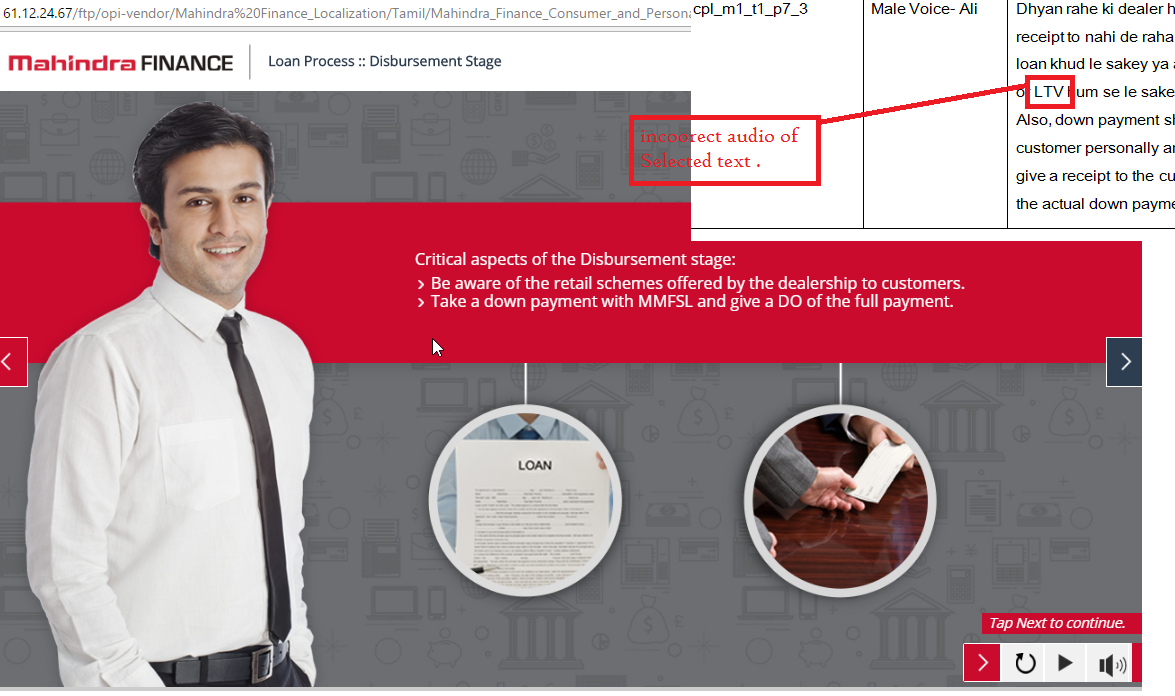 61.12.24.67/ftp/opi-vendor/Mahindra%20Finance_Localization/Tamil/Mahindra_Finance_Consumer_and_Persona
cpl_m1_t1_p7_3
Male Voice- Ali
Dhyan rahe ki dealer h
receipt to nahi de raha
loan khud le sakey ya
or LTV hum se le sake
Also, down payment sh
customer personally an
give a receipt to the cu
the actual down payme
incoorect audio of
Selected text .
Mahindra FINANCE
Loan Process :: Disbursement Stage
Critical aspects of the Disbursement stage:
> Be aware of the retail schemes offered by the dealership to customers.
> Take a down payment with MMFSL and give a DO of the full payment.
LOAN
Tap Next to continue.